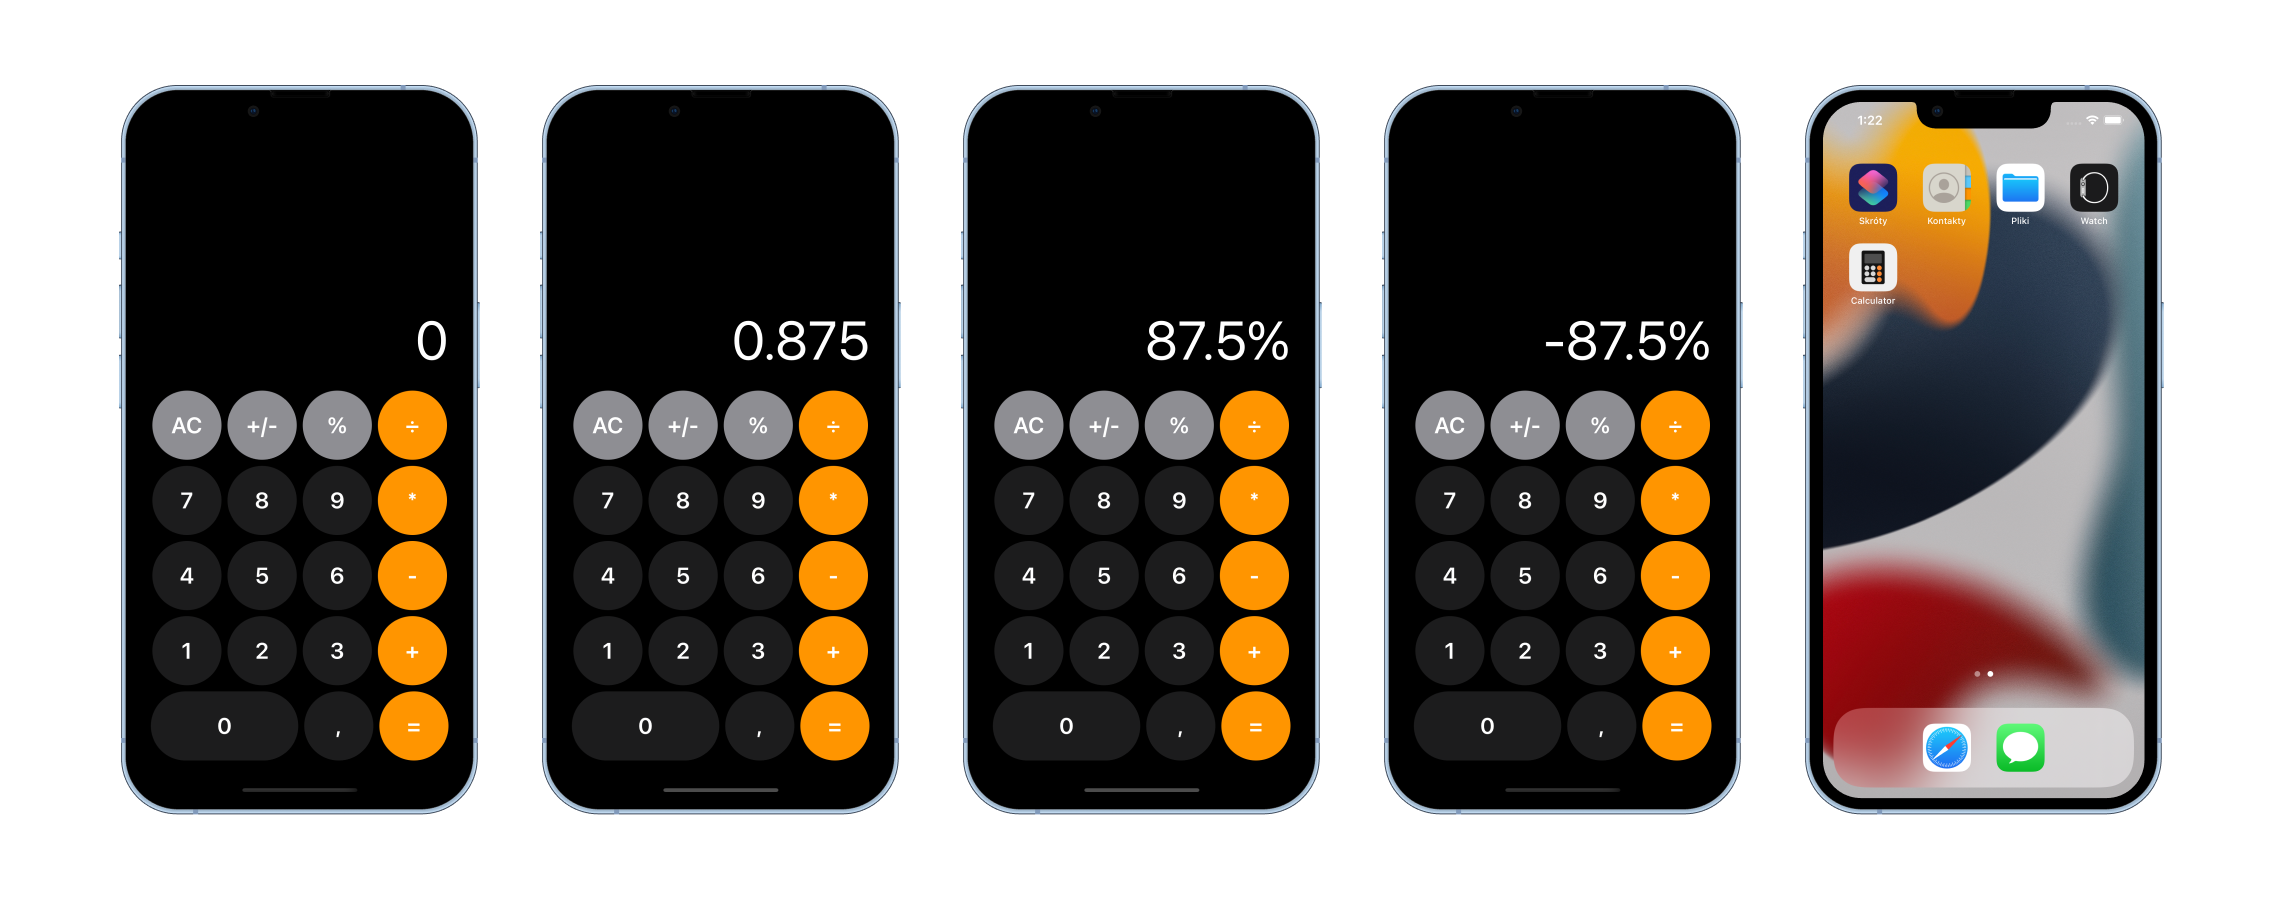 0
AC +/- % ÷
7 8 9 *
4 5 6 -
1 2 3 +
0 , =
0.875
AC +/- % ÷
7 8 9 *
4 5 6 -
1 2 3 +
0 , =
87.5%
AC +/- % ÷
7 8 9 *
4 5 6 -
1 2 3 +
0 , =
-87.5%
AC +/- % ÷
7 8 9 *
4 5 6 -
1 2 3 +
0 , =
1:22
Skróty Kontakty Pliki Watch
Calculator